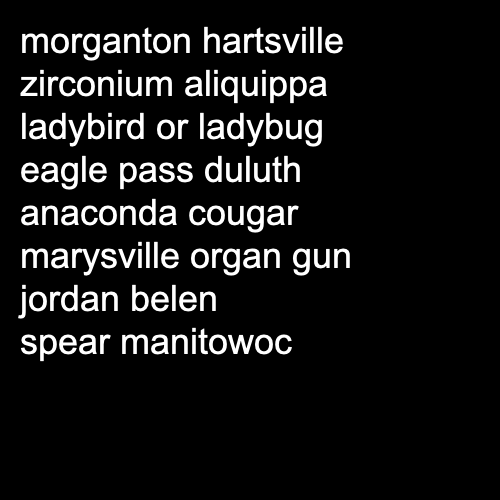 morganton hartsville
zirconium aliquippa
ladybird or ladybug
eagle pass duluth
anaconda cougar
marysville organ gun
jordan belen
spear manitowoc